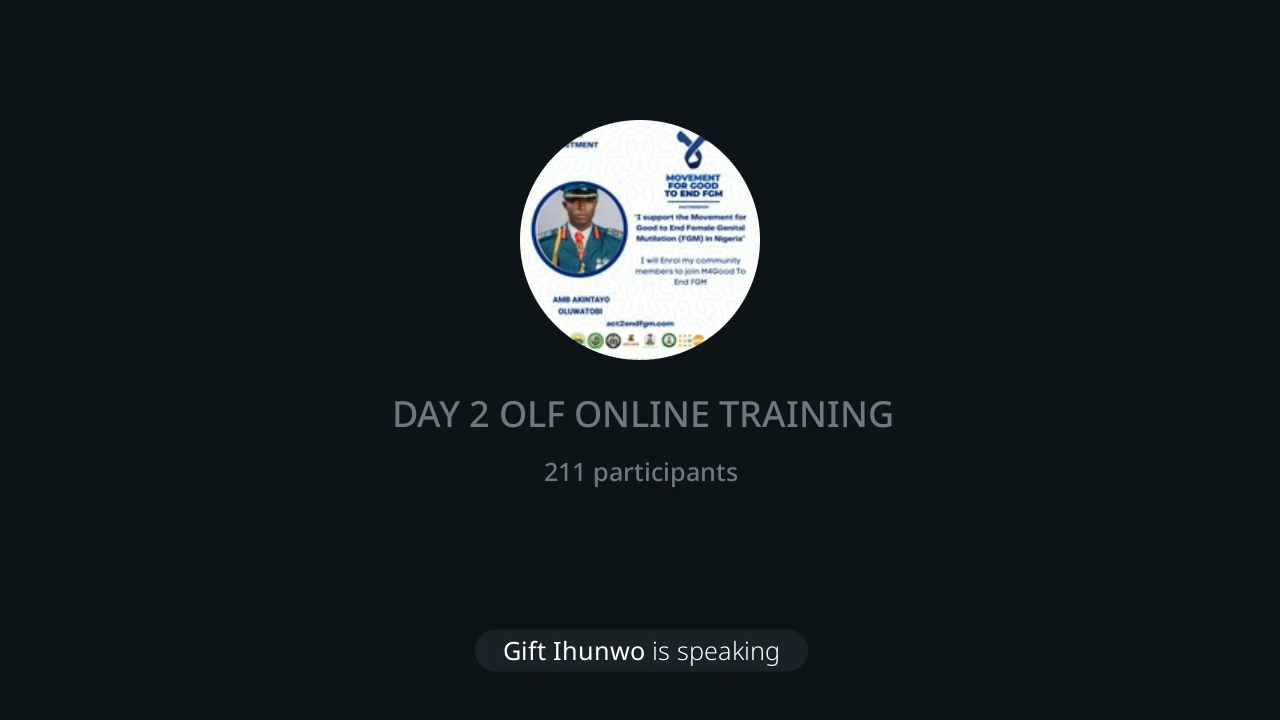 TMENT
MOVEMENT
FOR GOOD
TO END FGM
"I support the Movement for
Good to End Female Genital
Mutilation (FGM) in Nigeria"
I will Enrol my community
members to join M4Good To
End FGM
AMB AKINTAYO
OLUWATOBI
act2endfgm.com
DAY 2 OLF ONLINE TRAINING
211 participants
Gift Ihunwo is speaking